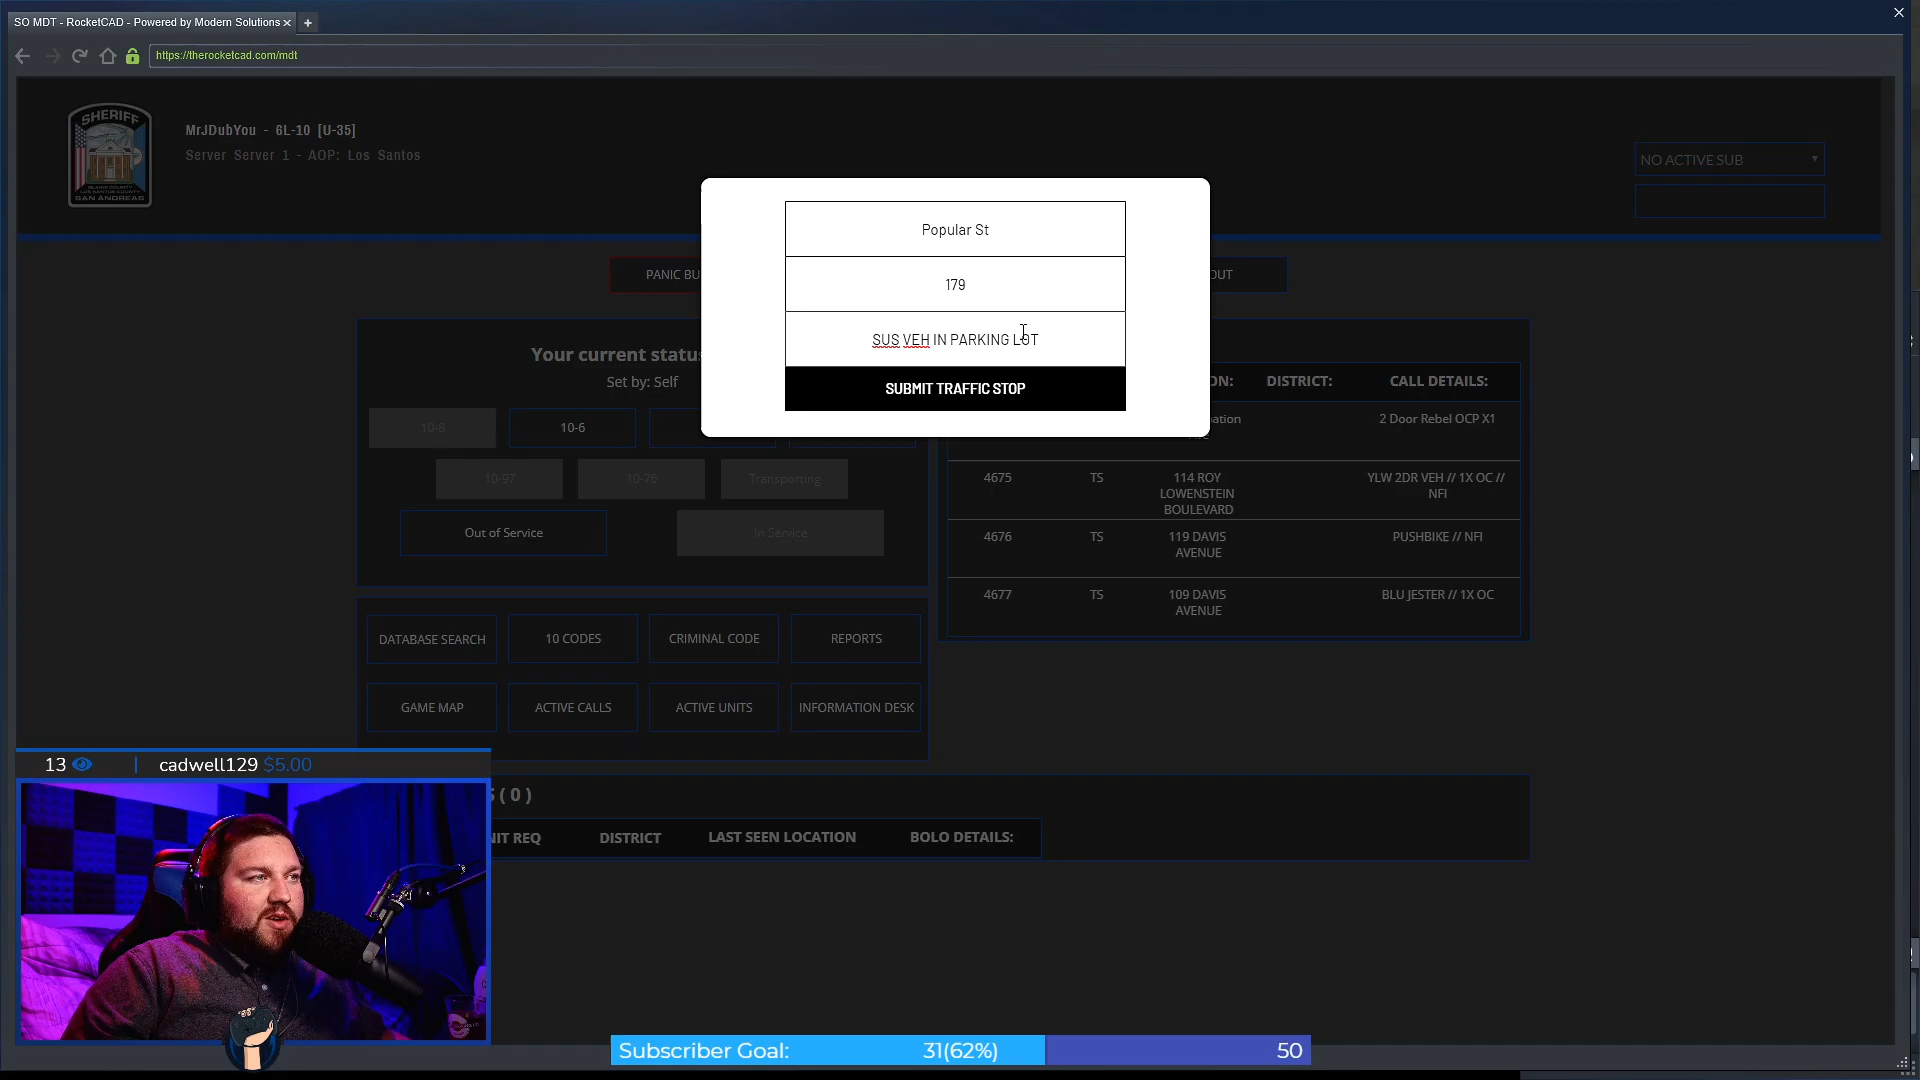 SO MDT - RocketCAD - Powered by Modern Solutions
https://therocketcad.com/mdt
SHERIFF
SAN ANDREAS
MrJDubYou - 6L-10 [U-35]
Server Server 1 - AOP: Los Santos
NO ACTIVE SUB
Popular St
179
SUS VEH IN PARKING LOT
SUBMIT TRAFFIC STOP
PANIC BU
OUT
Your current statu
Set by: Self
10-8
10-6
10-97
10-76
Transporting
Out of Service
In Service
ON:
DISTRICT:
CALL DETAILS:
ation
2 Door Rebel OCP X1
4675
TS
114 ROY
LOWENSTEIN
BOULEVARD
YLW 2DR VEH // 1X OC //
NFI
4676
TS
119 DAVIS
AVENUE
PUSHBIKE // NFI
4677
TS
109 DAVIS
AVENUE
BLU JESTER // 1X OC
DATABASE SEARCH
10 CODES
CRIMINAL CODE
REPORTS
GAME MAP
ACTIVE CALLS
ACTIVE UNITS
INFORMATION DESK
13
cadwell129 $5.00
S ( 0 )
NIT REQ
DISTRICT
LAST SEEN LOCATION
BOLO DETAILS:
Subscriber Goal:
31(62%)
50